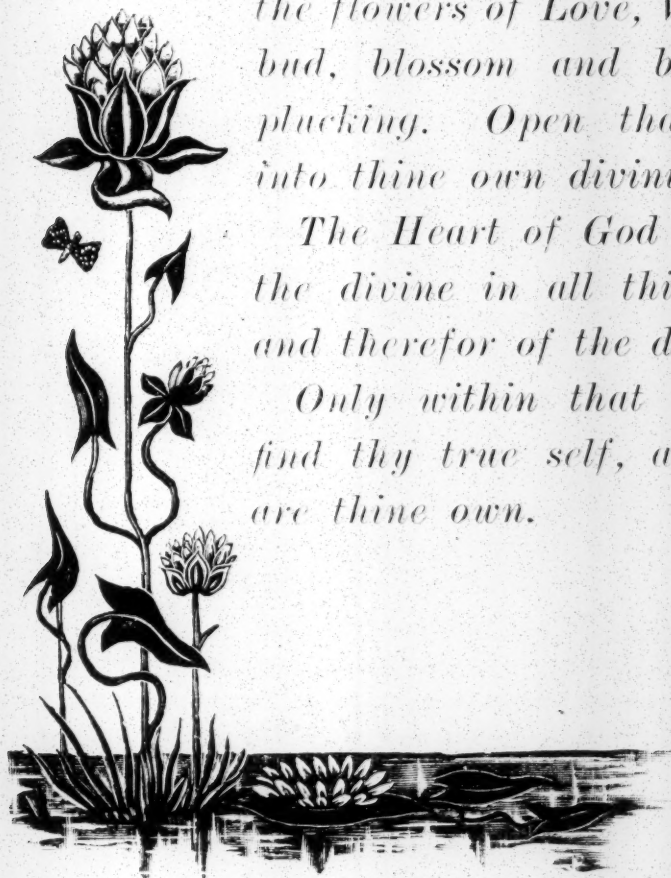 the flowers of Love,
bud, blossom and b
plucking. Open tha
into thine own divin
The Heart of God
the divine in all thi
and therefor of the d
Only within that
find thy true self, a
are thine own.